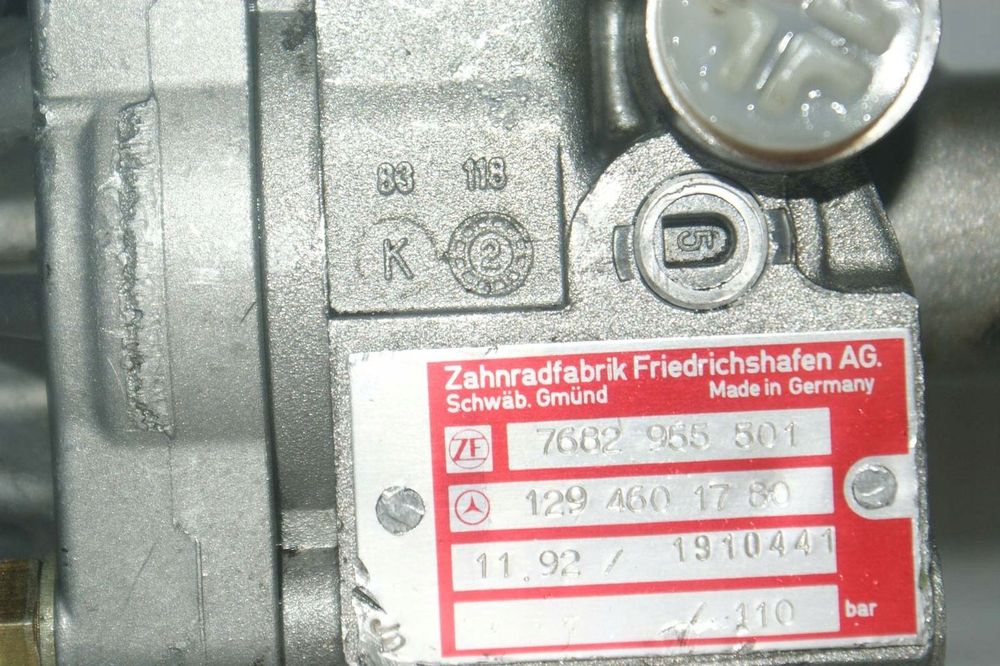 83 118
K 2
5
Zahnradfabrik Friedrichshafen AG.
Schwäb. Gmünd Made in Germany
ZF 7682 955 501
129 460 17 80
11.92 / 1910441
/ 110 bar